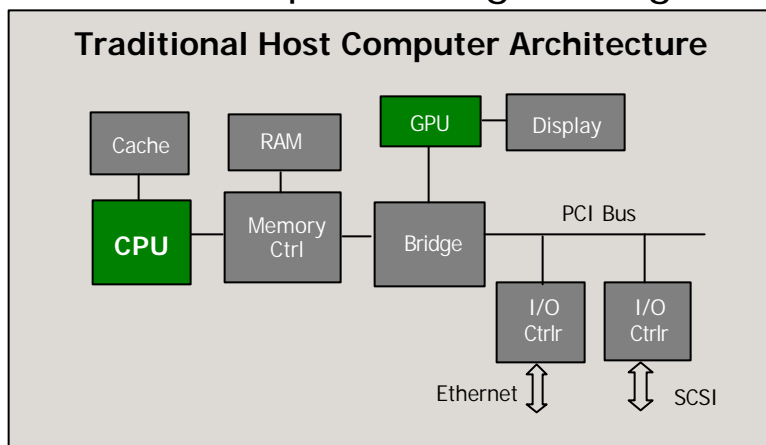 Traditional Host Computer Architecture
GPU
Display
Cache
RAM
CPU
Memory
Ctrl
Bridge
PCI Bus
I/O
Ctrlr
I/O
Ctrlr
Ethernet
SCSI